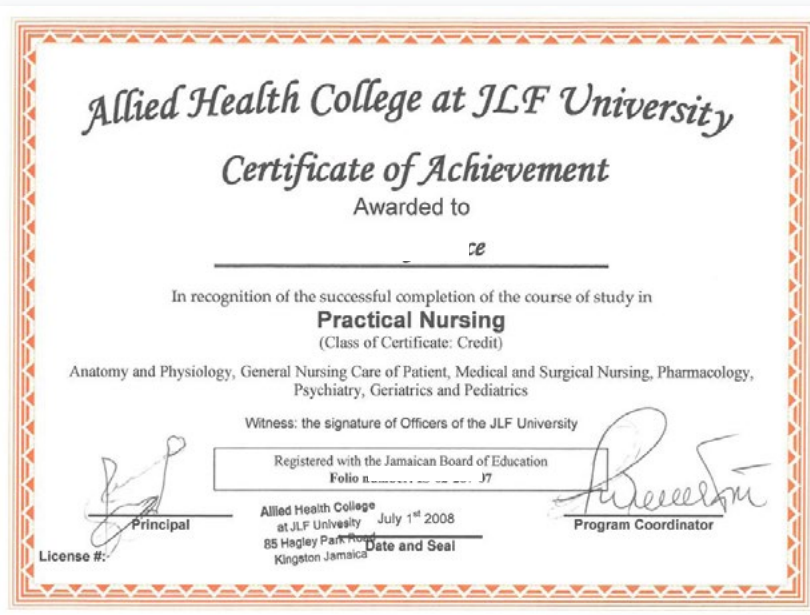 Allied Health College at JLF University
Certificate of Achievement
Awarded to
ce
In recognition of the successful completion of the course of study in
Practical Nursing
(Class of Certificate: Credit)
Anatomy and Physiology, General Nursing Care of Patient, Medical and Surgical Nursing, Pharmacology,
Psychiatry, Geriatrics and Pediatrics
Witness: the signature of Officers of the JLF University
Registered with the Jamaican Board of Education
Folio
07
Principal
License #:
Allied Health College
at JLF Univesity
85 Hagley Park Road
Kingston Jamaica
July 1st 2008
Date and Seal
Program Coordinator